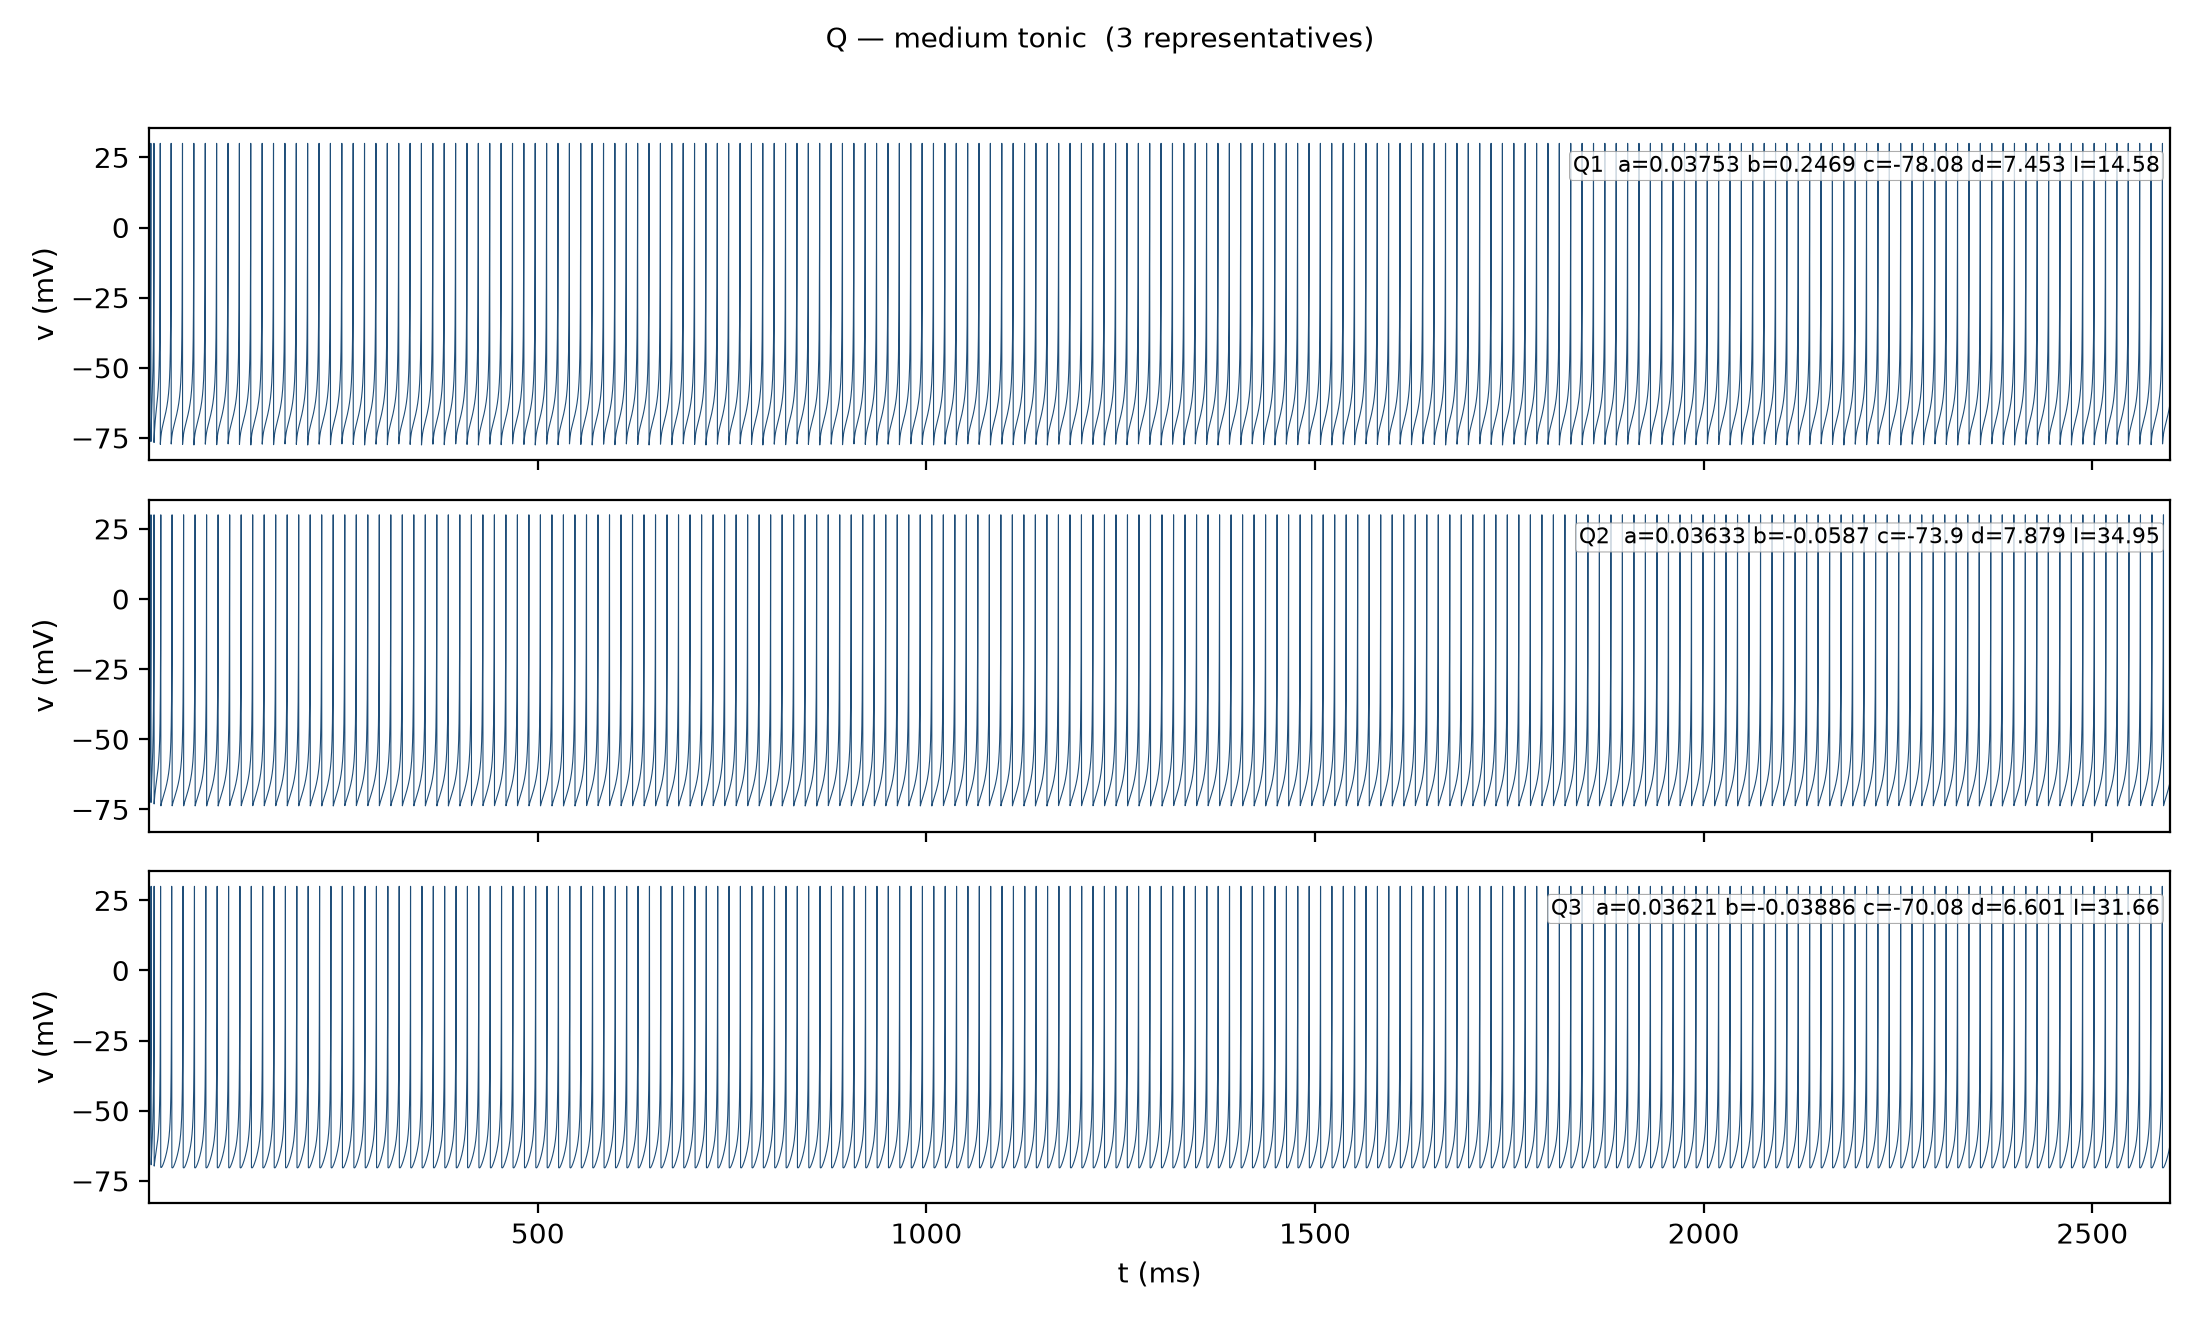 Q — medium tonic  (3 representatives)
25
0
−25
−50
−75
v (mV)
Q1  a=0.03753 b=0.2469 c=-78.08 d=7.453 I=14.58
25
0
−25
−50
−75
v (mV)
Q2  a=0.03633 b=-0.0587 c=-73.9 d=7.879 I=34.95
25
0
−25
−50
−75
v (mV)
Q3  a=0.03621 b=-0.03886 c=-70.08 d=6.601 I=31.66
500 1000 1500 2000 2500
t (ms)